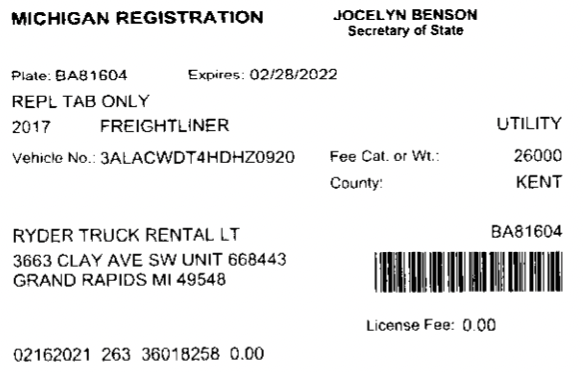 MICHIGAN REGISTRATION
JOCELYN BENSON
Secretary of State
Plate: BA81604 Expires: 02/28/2022
REPL TAB ONLY
2017 FREIGHTLINER UTILITY
Vehicle No.: 3ALACWDT4HDHZ0920 Fee Cat. or Wt.: 26000
County: KENT
RYDER TRUCK RENTAL LT BA81604
3663 CLAY AVE SW UNIT 668443
GRAND RAPIDS MI 49548
License Fee: 0.00
02162021 263 36018258 0.00